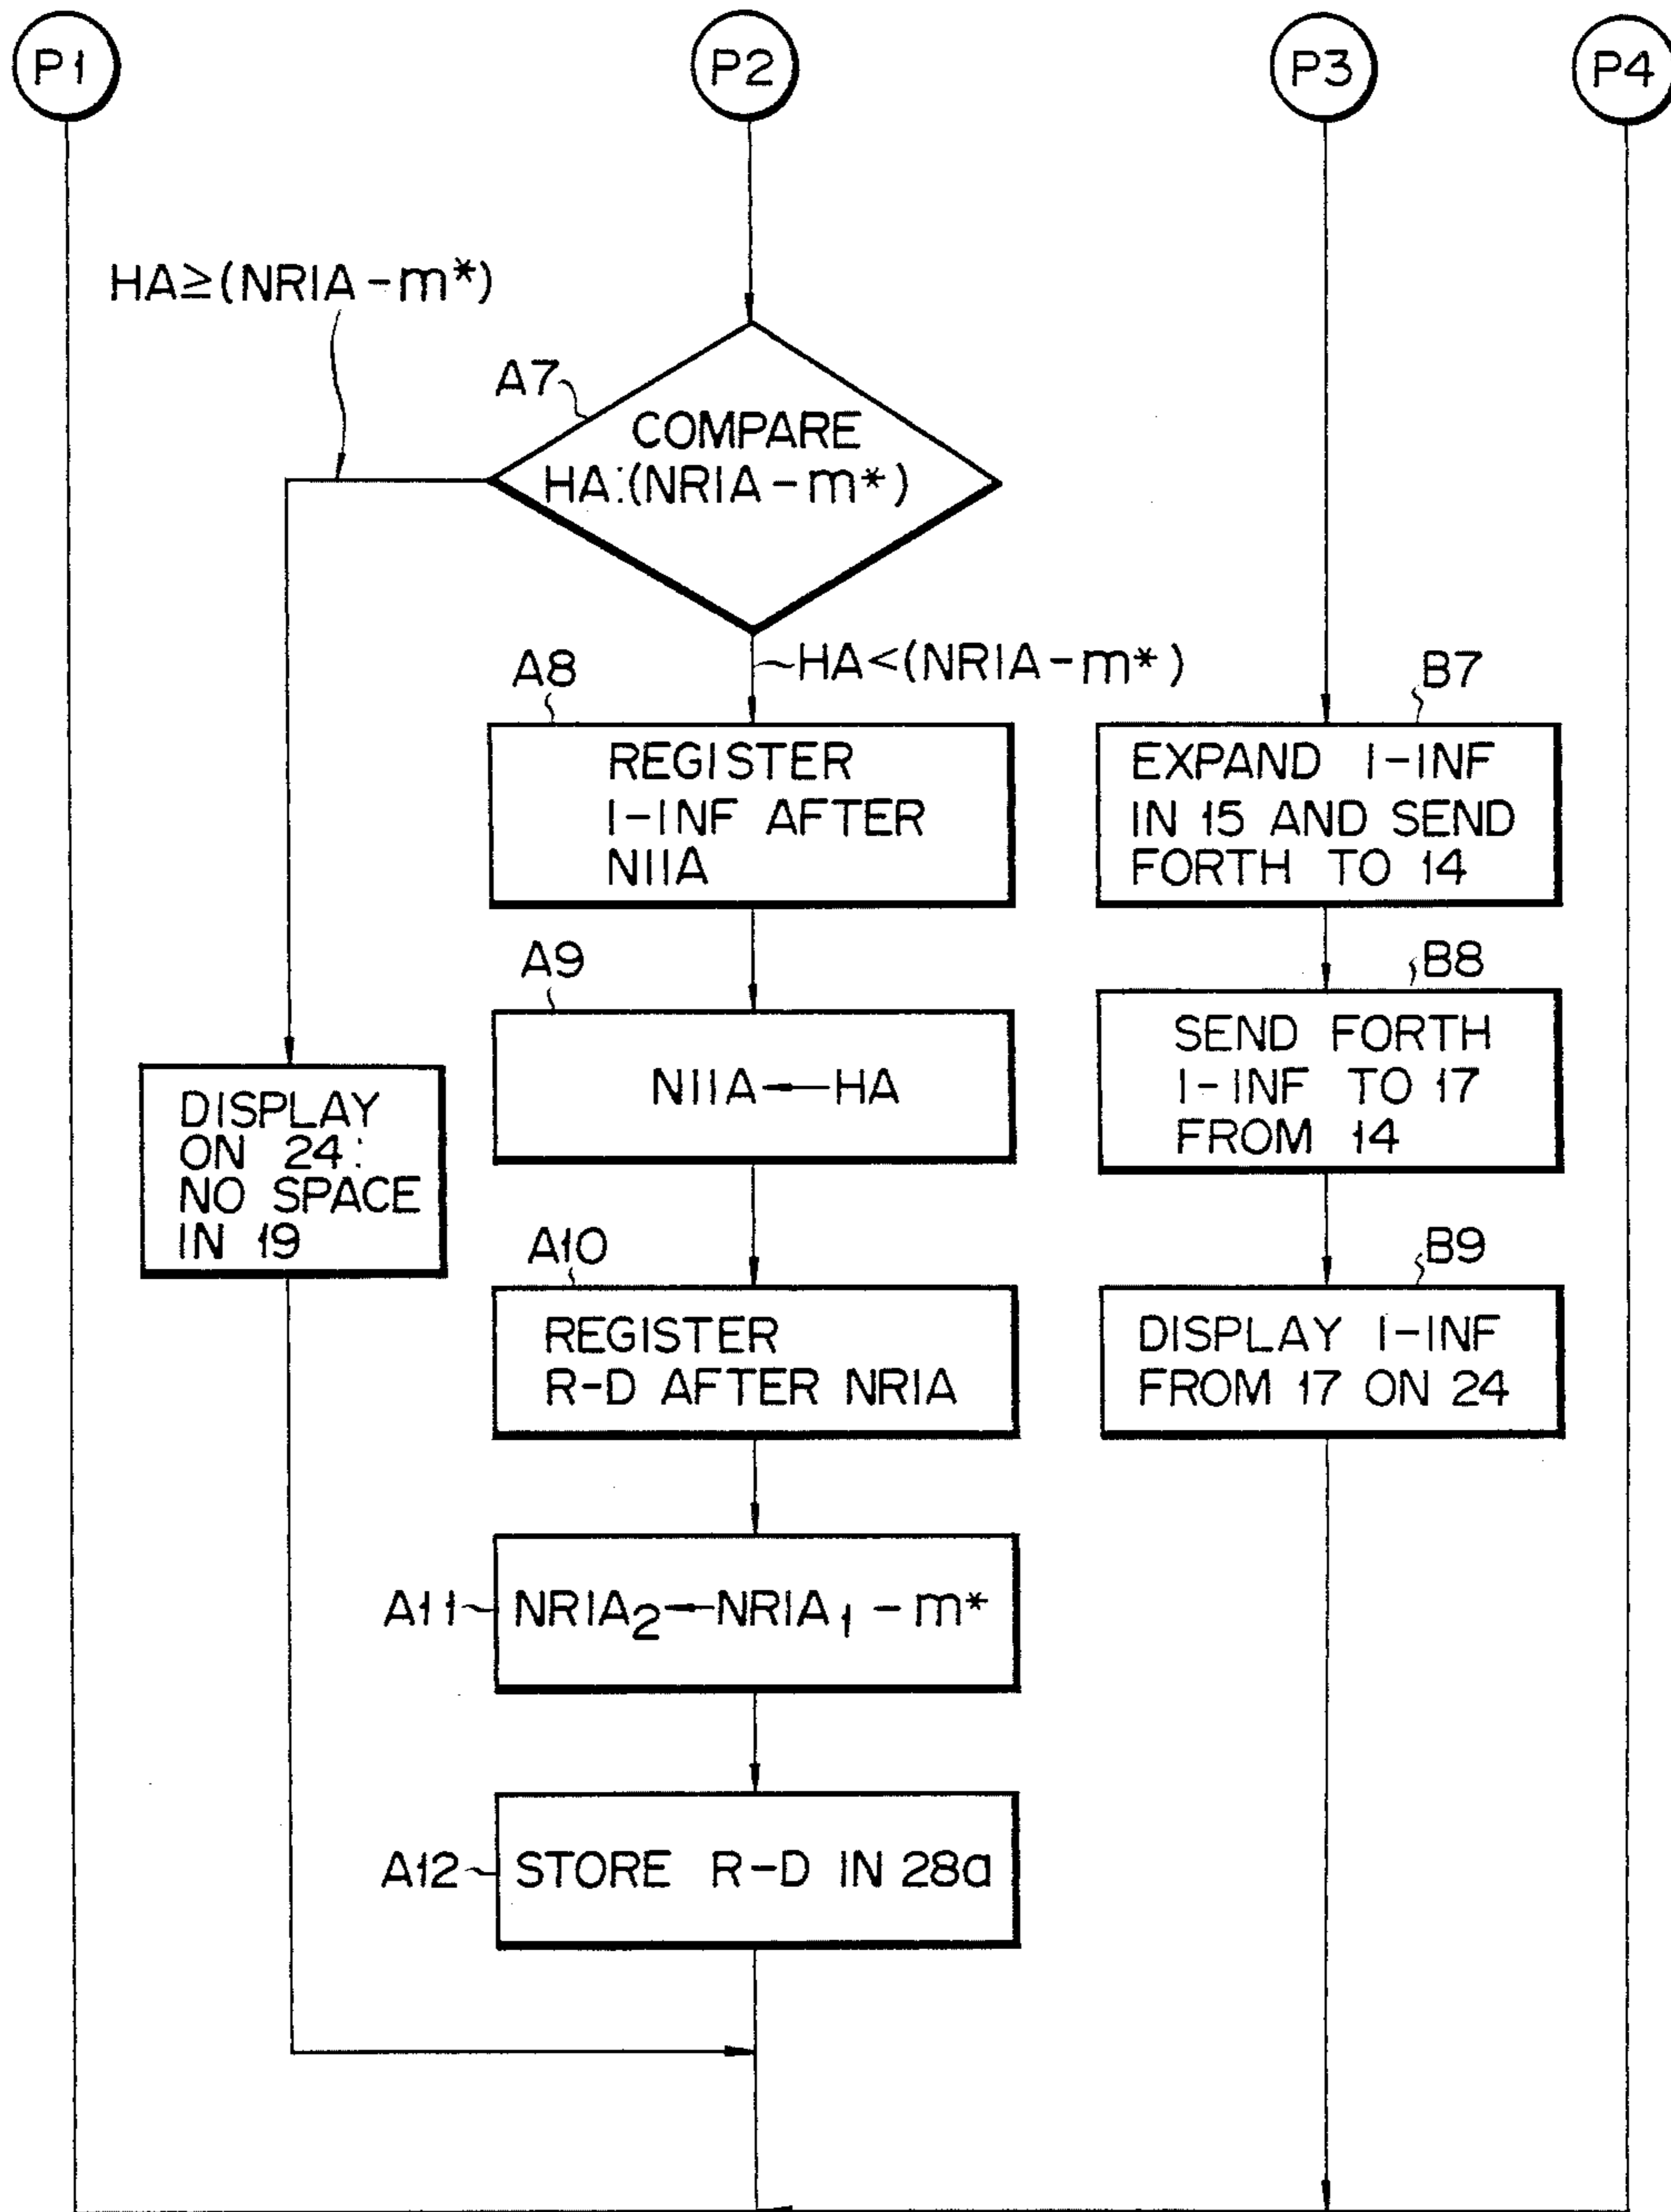 P1
P2
P3
P4
HA≥(NRIA-m*)
A7
COMPARE
HA:(NRIA-m*)
HA<(NRIA-m*)
A8
REGISTER
I-INF AFTER
NIIA
B7
EXPAND I-INF
IN 15 AND SEND
FORTH TO 14
A9
NIIA←HA
B8
SEND FORTH
I-INF TO 17
FROM 14
DISPLAY
ON 24:
NO SPACE
IN 19
A10
REGISTER
R-D AFTER NRIA
B9
DISPLAY I-INF
FROM 17 ON 24
A11
NRIA₂←NRIA₁-m*
A12
STORE R-D IN 28a